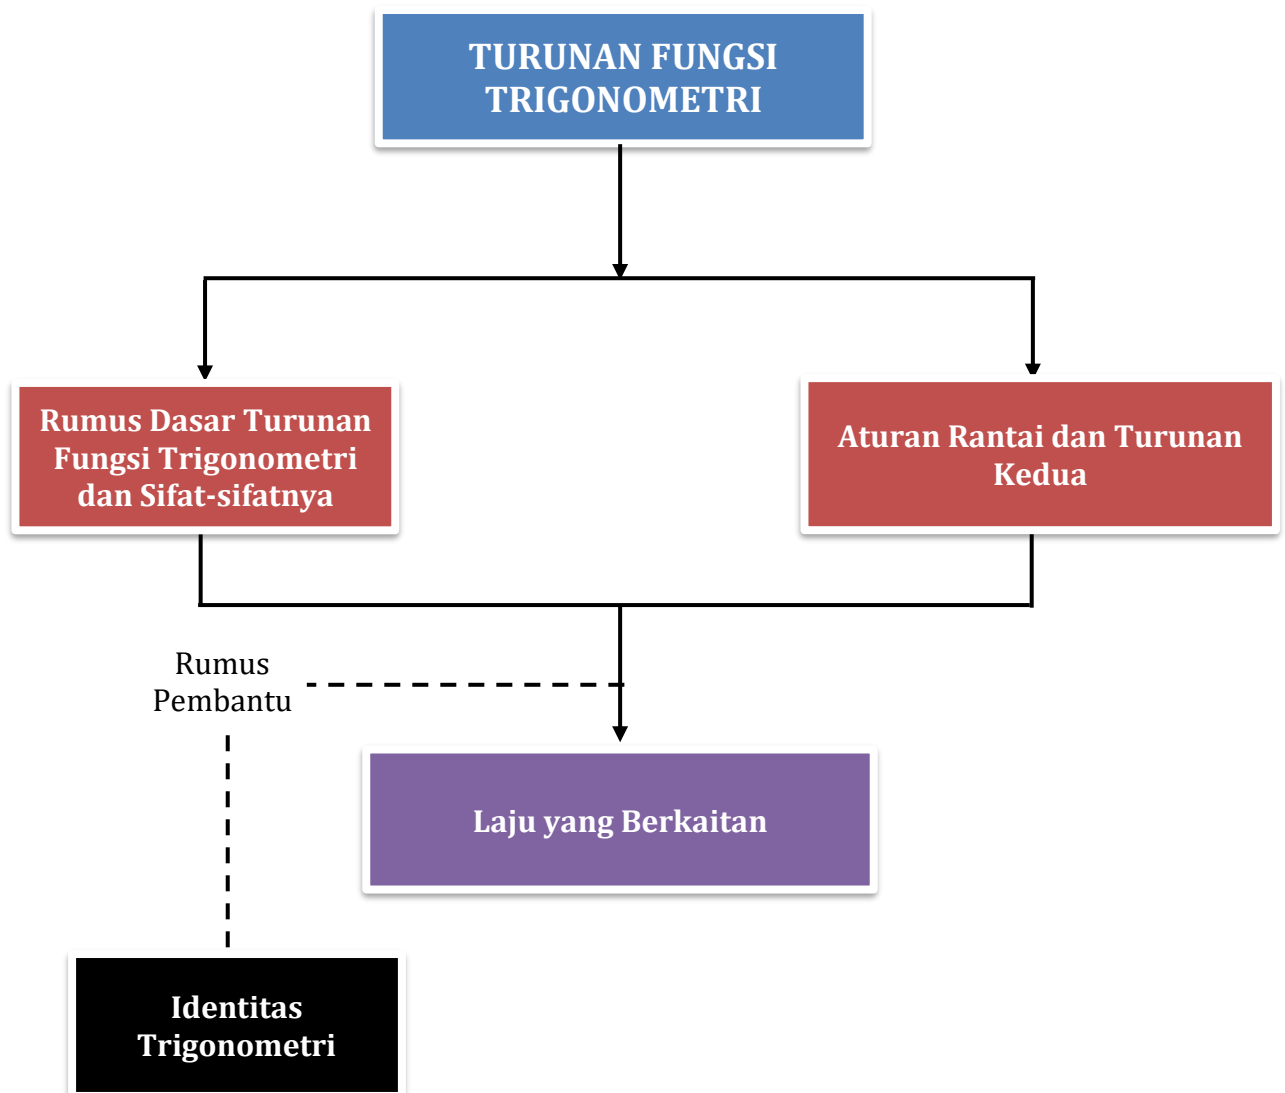 TURUNAN FUNGSI
TRIGONOMETRI
Rumus Dasar Turunan
Fungsi Trigonometri
dan Sifat-sifatnya
Aturan Rantai dan Turunan
Kedua
Rumus
Pembantu
Laju yang Berkaitan
Identitas
Trigonometri